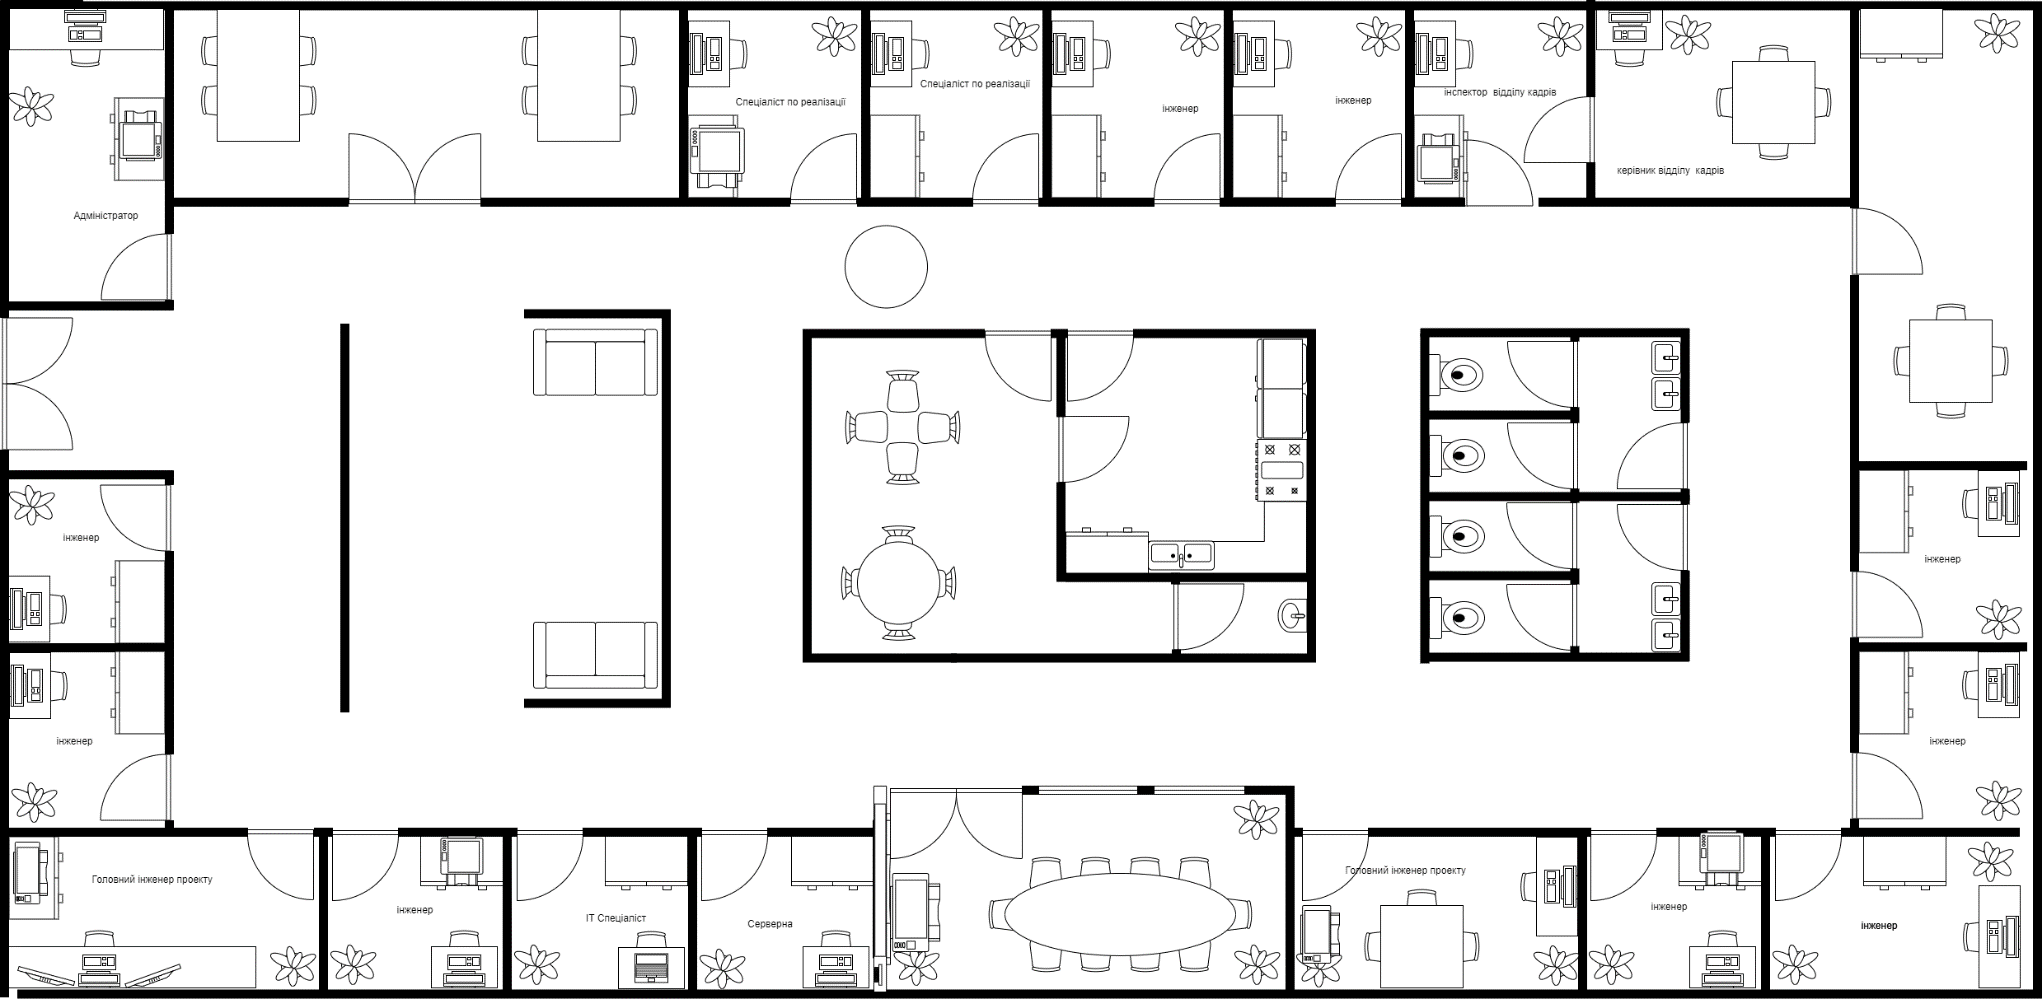 Спеціаліст по реалізації
Спеціаліст по реалізації
інженер
інженер
інспектор відділу кадрів
керівник відділу кадрів
Адміністратор
інженер
інженер
інженер
інженер
Головний інженер проекту
інженер
ІТ Спеціаліст
Серверна
Головний інженер проекту
інженер
інженер